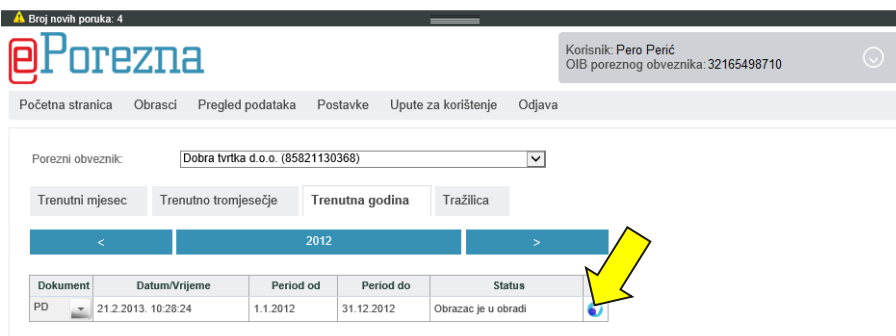 Broj novih poruka: 4
ePorezna
Korisnik: Pero Perić
OIB poreznog obveznika: 32165498710
Početna stranica Obrasci Pregled podataka Postavke Upute za korištenje Odjava
Porezni obveznik: Dobra tvrtka d.o.o. (85821130368)
Trenutni mjesec Trenutno tromjesečje Trenutna godina Tražilica
< 2012 >
Dokument Datum/Vrijeme Period od Period do Status
PD 21.2.2013. 10:28:24 1.1.2012 31.12.2012 Obrazac je u obradi